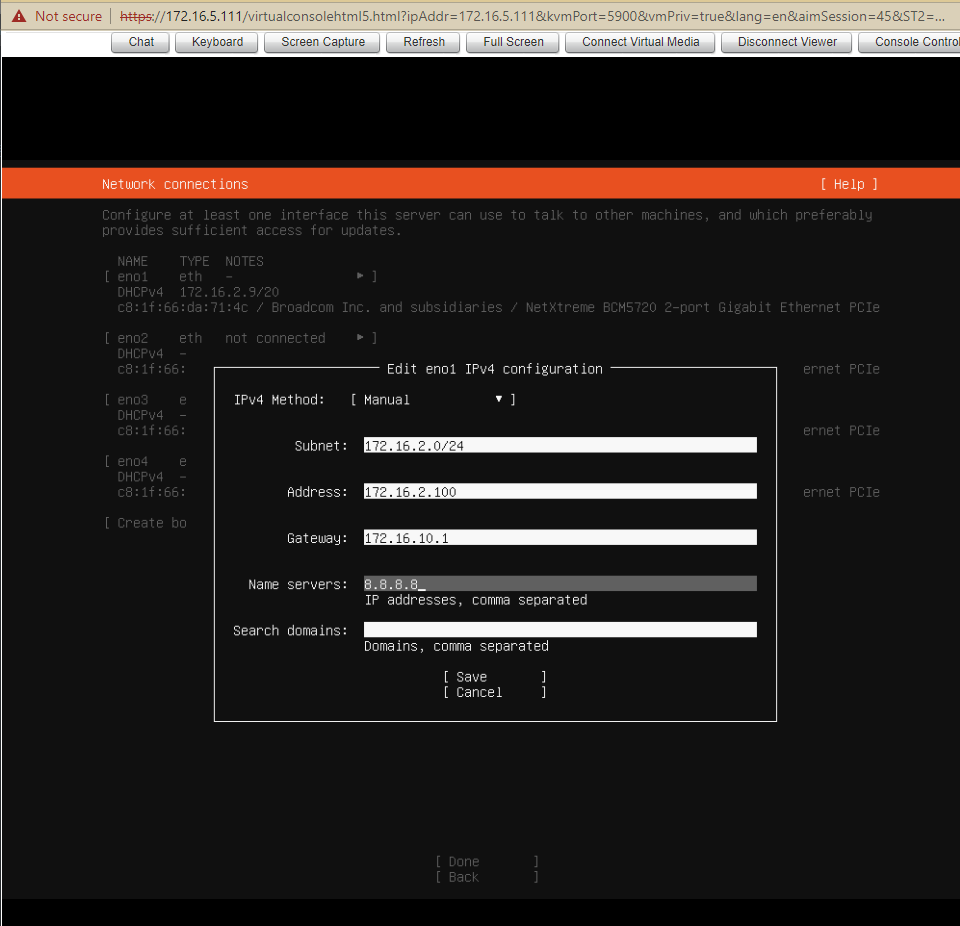 Not secure | https://172.16.5.111/virtualconsolehtml5.html?ipAddr=172.16.5.111&kvmPort=5900&vmPriv=true&lang=en&aimSession=45&ST2=...
Chat Keyboard Screen Capture Refresh Full Screen Connect Virtual Media Disconnect Viewer Console Control
Network connections [ Help ]
Configure at least one interface this server can use to talk to other machines, and which preferably
provides sufficient access for updates.
NAME TYPE NOTES
[ eno1 eth - ▸ ]
DHCPv4 172.16.2.9/20
c8:1f:66:da:71:4c / Broadcom Inc. and subsidiaries / NetXtreme BCM5720 2-port Gigabit Ethernet PCIe
[ eno2 eth not connected ▸ ]
DHCPv4 -
c8:1f:66: ernet PCIe
Edit eno1 IPv4 configuration
IPv4 Method: [ Manual ▾ ]
[ eno3 e
DHCPv4 -
c8:1f:66: ernet PCIe
Subnet: 172.16.2.0/24
[ eno4 e
DHCPv4 -
c8:1f:66: ernet PCIe
Address: 172.16.2.100
[ Create bo
Gateway: 172.16.10.1
Name servers: 8.8.8.8_
IP addresses, comma separated
Search domains:
Domains, comma separated
[ Save ]
[ Cancel ]
[ Done ]
[ Back ]